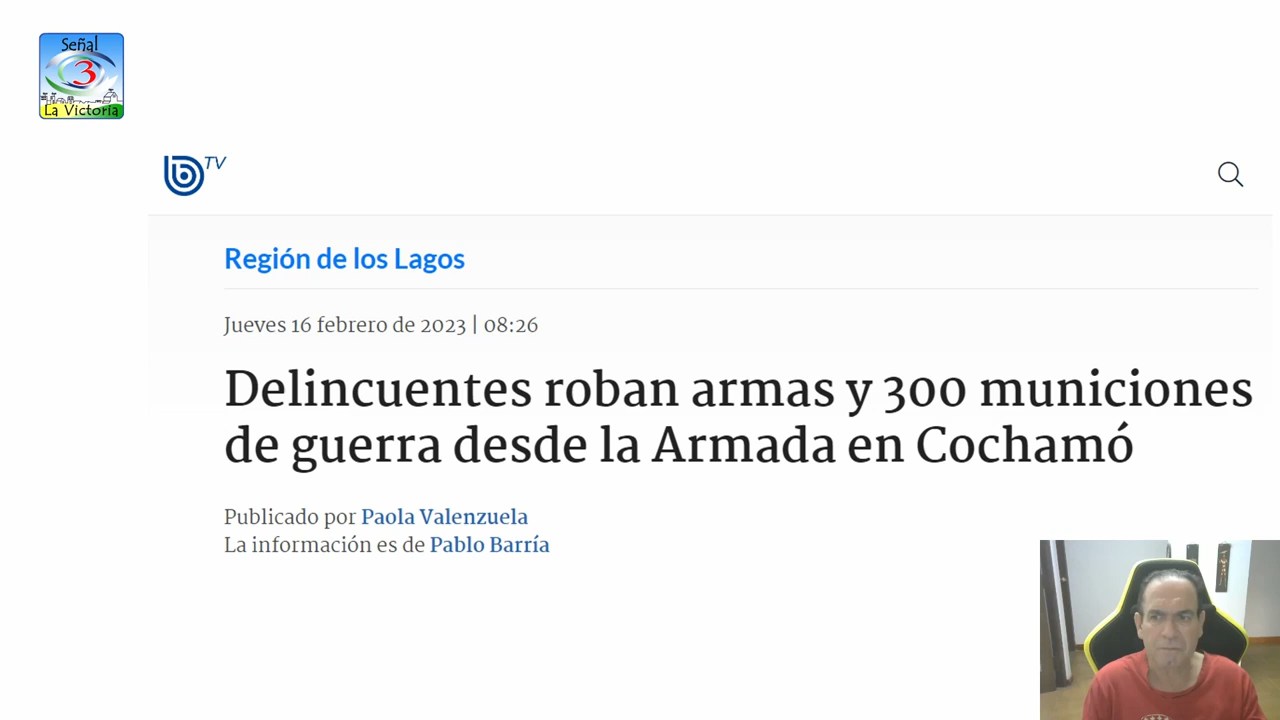 Señal
3
La Victoria
TV
Región de los Lagos
Jueves 16 febrero de 2023 | 08:26
Delincuentes roban armas y 300 municiones
de guerra desde la Armada en Cochamó
Publicado por Paola Valenzuela
La información es de Pablo Barría